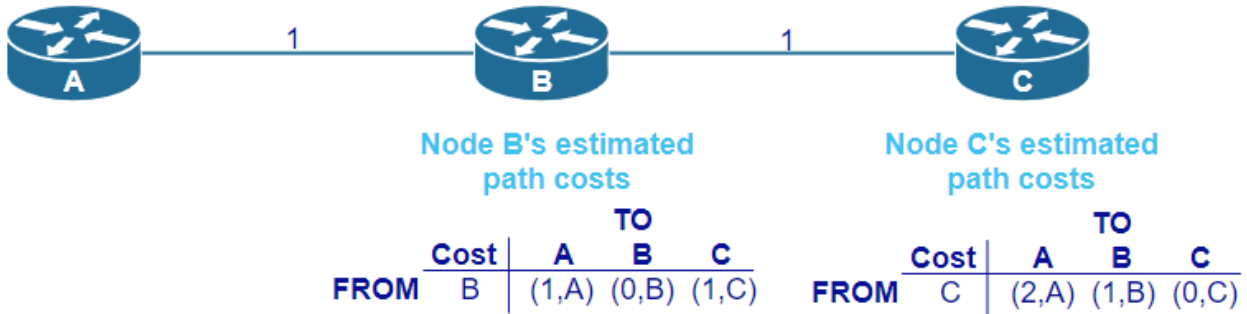 1 1
A B C
Node B's estimated
path costs
TO
Cost A B C
FROM B (1,A) (0,B) (1,C)
Node C's estimated
path costs
TO
Cost A B C
FROM C (2,A) (1,B) (0,C)